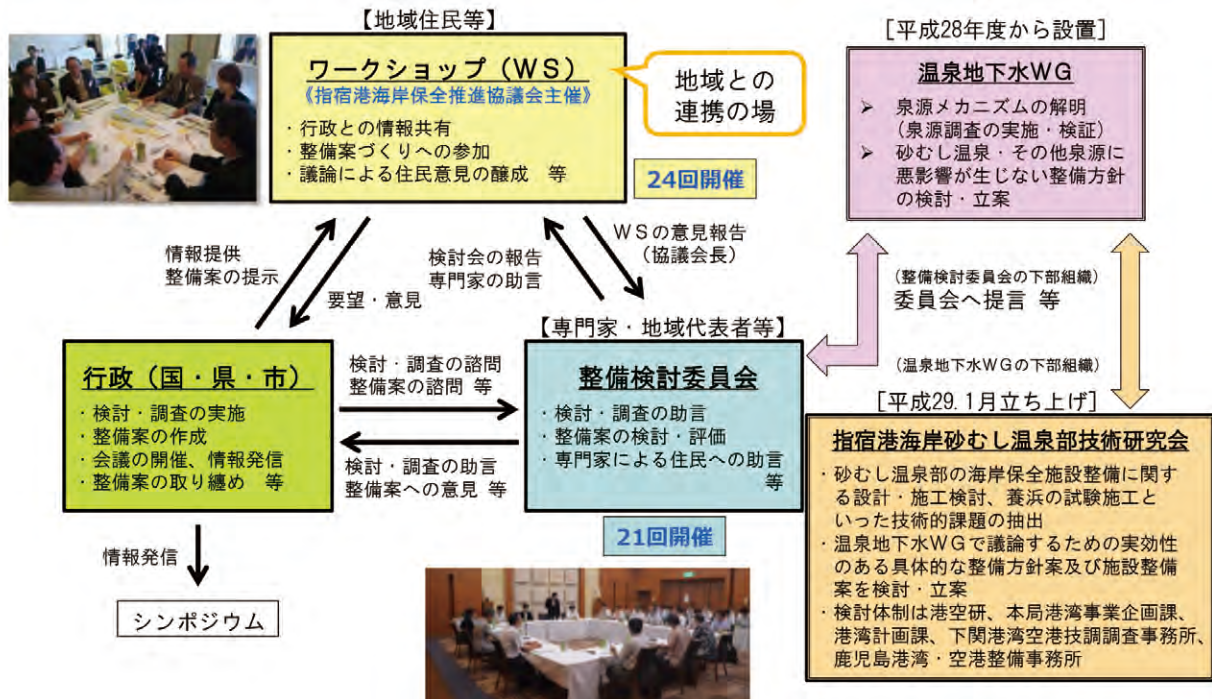 【地域住民等】
ワークショップ（ＷＳ）
《指宿港海岸保全推進協議会主催》
・行政との情報共有
・整備案づくりへの参加
・議論による住民意見の醸成　等
地域との
連携の場
24回開催
[平成28年度から設置]
温泉地下水WG
➢ 泉源メカニズムの解明
（泉源調査の実施・検証）
➢ 砂むし温泉・その他泉源に
悪影響が生じない整備方針
の検討・立案
情報提供
整備案の提示
要望・意見
検討会の報告
専門家の助言
ＷＳの意見報告
（協議会長）
(整備検討委員会の下部組織)
委員会へ提言 等
(温泉地下水WGの下部組織)
行政（国・県・市）
・検討・調査の実施
・整備案の作成
・会議の開催、情報発信
・整備案の取り纏め　等
検討・調査の諮問
整備案の諮問 等
検討・調査の助言
整備案への意見 等
【専門家・地域代表者等】
整備検討委員会
・検討・調査の助言
・整備案の検討・評価
・専門家による住民への助言
等
21回開催
情報発信
シンポジウム
[平成29.1月立ち上げ]
指宿港海岸砂むし温泉部技術研究会
・砂むし温泉部の海岸保全施設整備に関す
る設計・施工検討、養浜の試験施工と
いった技術的課題の抽出
・温泉地下水ＷＧで議論するための実効性
のある具体的な整備方針案及び施設整備
案を検討・立案
・検討体制は港空研、本局港湾事業企画課、
港湾計画課、下関港湾空港技調調査事務所、
鹿児島港湾・空港整備事務所